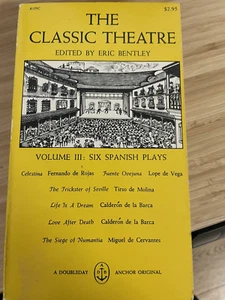 A155C $2.95
THE
CLASSIC THEATRE
EDITED BY ERIC BENTLEY
VOLUME III: SIX SPANISH PLAYS
Celestina Fernando de Rojas Fuente Ovejuna Lope de Vega
The Trickster of Seville Tirso de Molina
Life Is A Dream Calderón de la Barca
Love After Death Calderón de la Barca
The Siege of Numantia Miguel de Cervantes
A DOUBLEDAY ANCHOR ORIGINAL